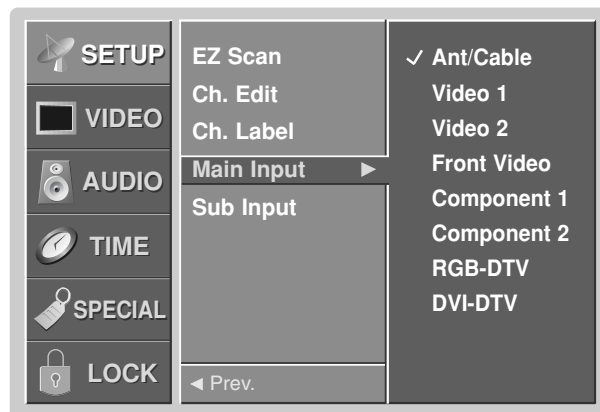 SETUP
VIDEO
AUDIO
TIME
SPECIAL
LOCK
EZ Scan
Ch. Edit
Ch. Label
Main Input ►
Sub Input
◄ Prev.
✓ Ant/Cable
Video 1
Video 2
Front Video
Component 1
Component 2
RGB-DTV
DVI-DTV